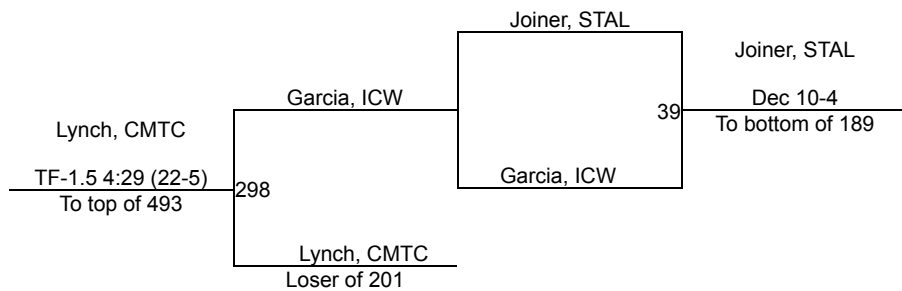 Joiner, STAL
Joiner, STAL
Garcia, ICW
39
Dec 10-4
To bottom of 189
Lynch, CMTC
TF-1.5 4:29 (22-5)
Garcia, ICW
298
To top of 493
Lynch, CMTC
Loser of 201